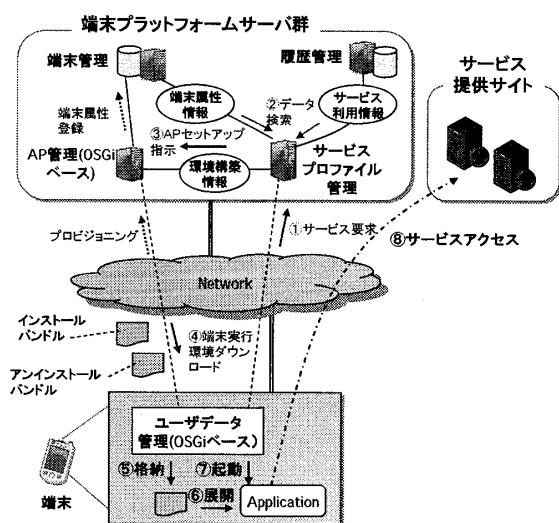 端末プラットフォームサーバ群
端末管理
履歴管理
サービス
提供サイト
端末属性
登録
端末属性
情報
②データ
検索
サービス
利用情報
③APセットアップ
指示
AP管理(OSGi
ベース)
環境構築
情報
サービス
プロファイル
管理
プロビジョニング
①サービス要求
⑧サービスアクセス
Network
インストール
バンドル
アンインストール
バンドル
④端末実行
環境ダウン
ロード
ユーザデータ
管理(OSGiベース)
⑤格納
⑦起動
⑥展開
Application
端末